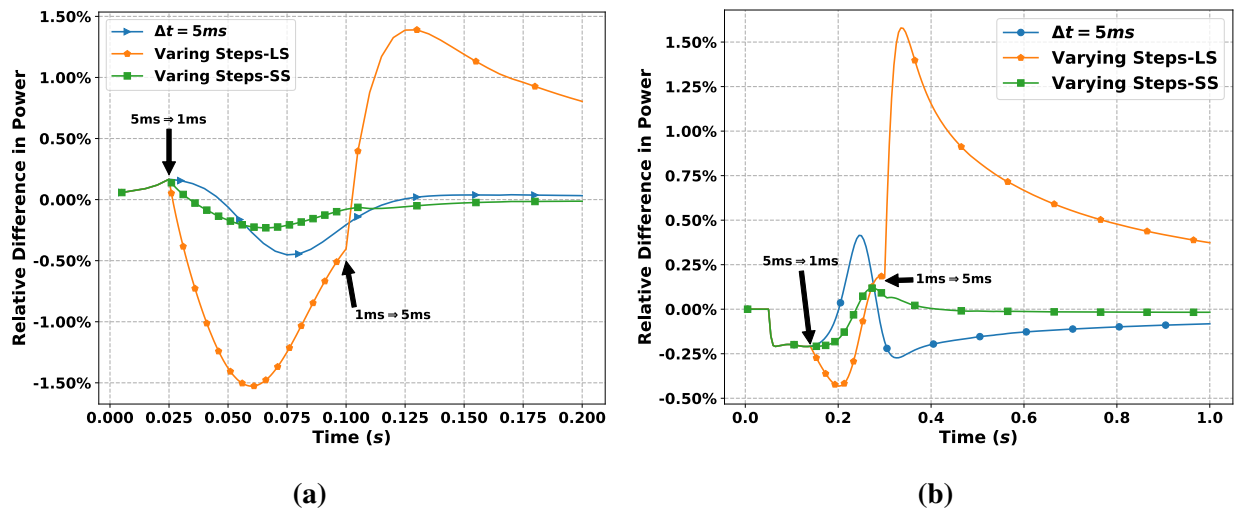 1.50%
1.00%
0.50%
0.00%
-0.50%
-1.00%
-1.50%
Relative Difference in Power
Δt = 5ms
Varing Steps-LS
Varing Steps-SS
5ms⇒1ms
1ms⇒5ms
0.000 0.025 0.050 0.075 0.100 0.125 0.150 0.175 0.200
Time (s)
(a)
1.50%
1.25%
1.00%
0.75%
0.50%
0.25%
0.00%
-0.25%
-0.50%
Relative Difference in Power
Δt = 5ms
Varying Steps-LS
Varying Steps-SS
5ms⇒1ms
1ms⇒5ms
0.0 0.2 0.4 0.6 0.8 1.0
Time (s)
(b)